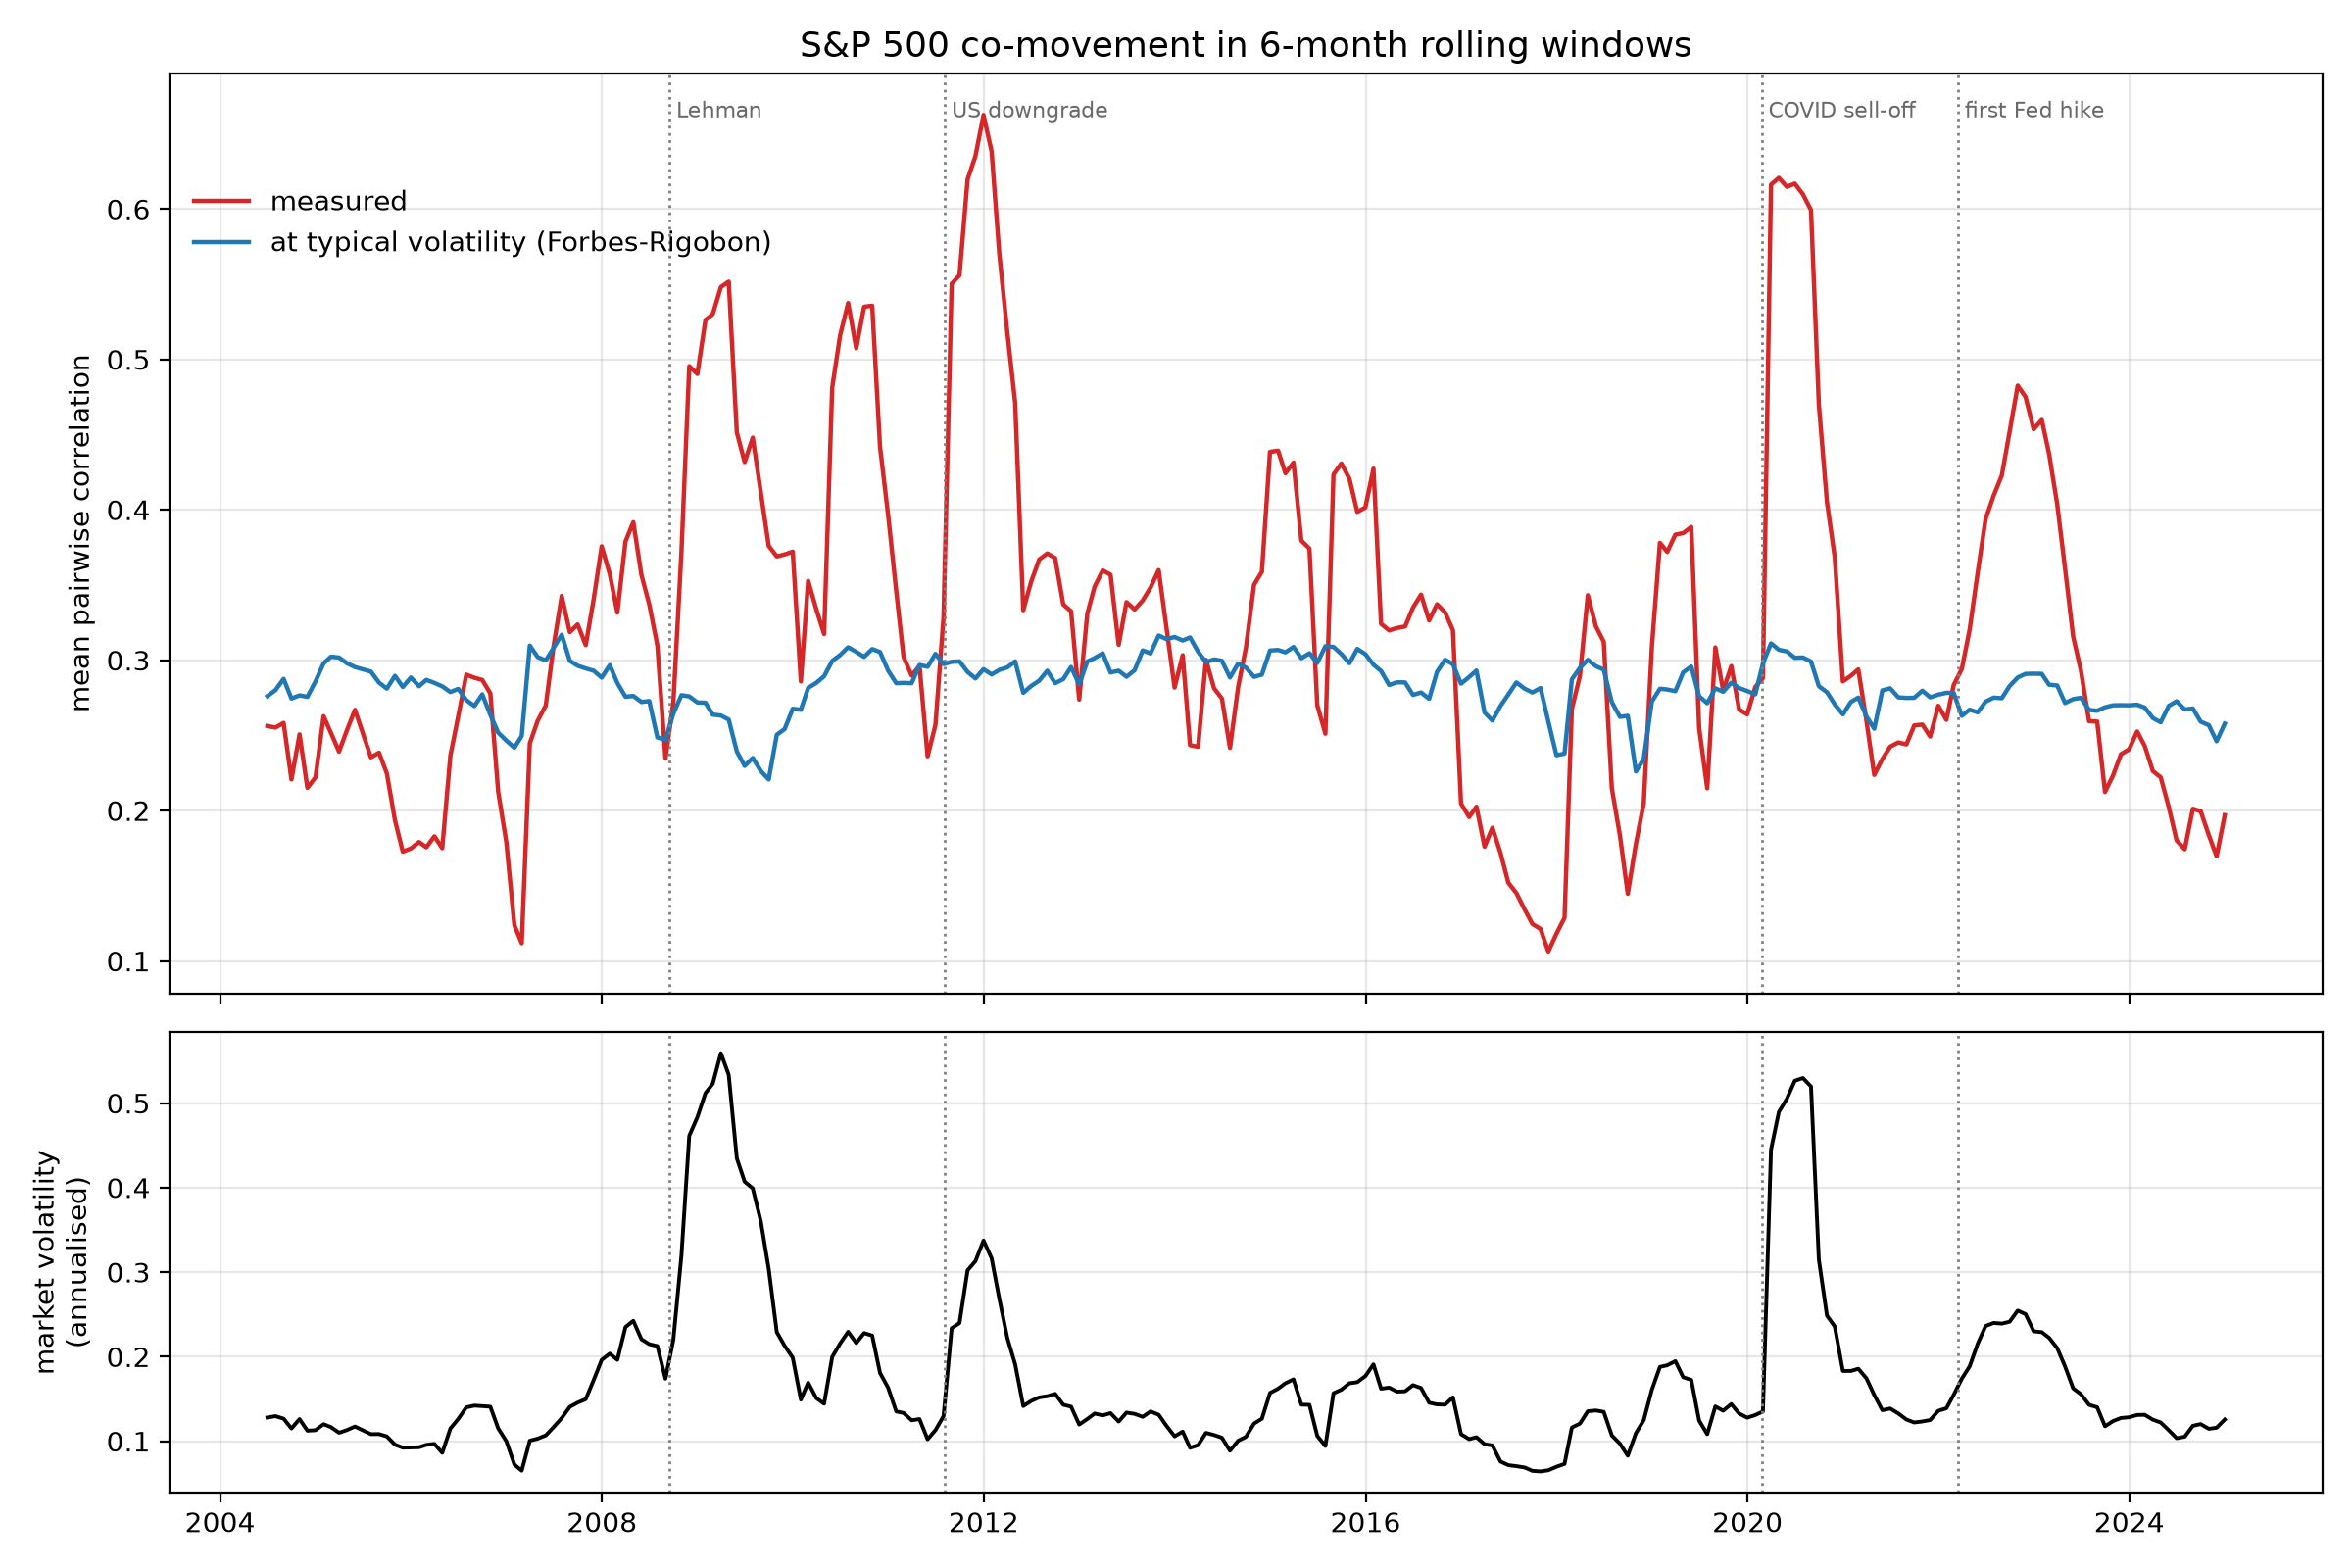 S&P 500 co-movement in 6-month rolling windows
Lehman
US downgrade
COVID sell-off
first Fed hike
measured
at typical volatility (Forbes-Rigobon)
mean pairwise correlation
0.6
0.5
0.4
0.3
0.2
0.1
market volatility
(annualised)
0.5
0.4
0.3
0.2
0.1
2004
2008
2012
2016
2020
2024